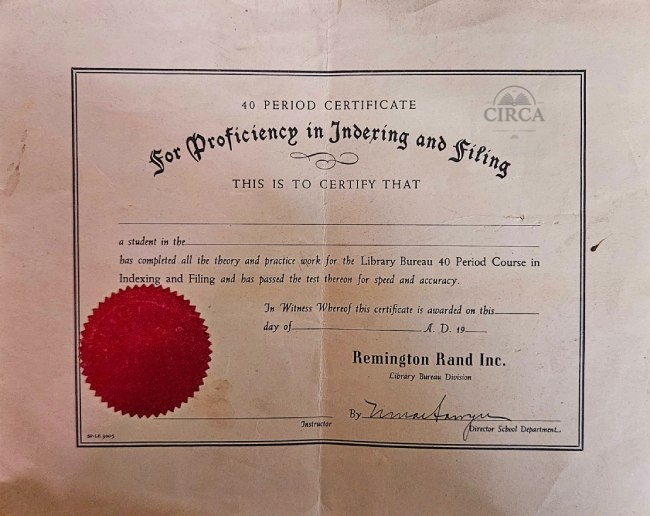 CIRCA
40 PERIOD CERTIFICATE
For Proficiency in Indexing and Filing
THIS IS TO CERTIFY THAT
a student in the
has completed all the theory and practice work for the Library Bureau 40 Period Course in
Indexing and Filing and has passed the test thereon for speed and accuracy.
In Witness Whereof this certificate is awarded on this
day of A. D. 19
Remington Rand Inc.
Library Bureau Division
By
Instructor Director School Department
SP-LE 9005